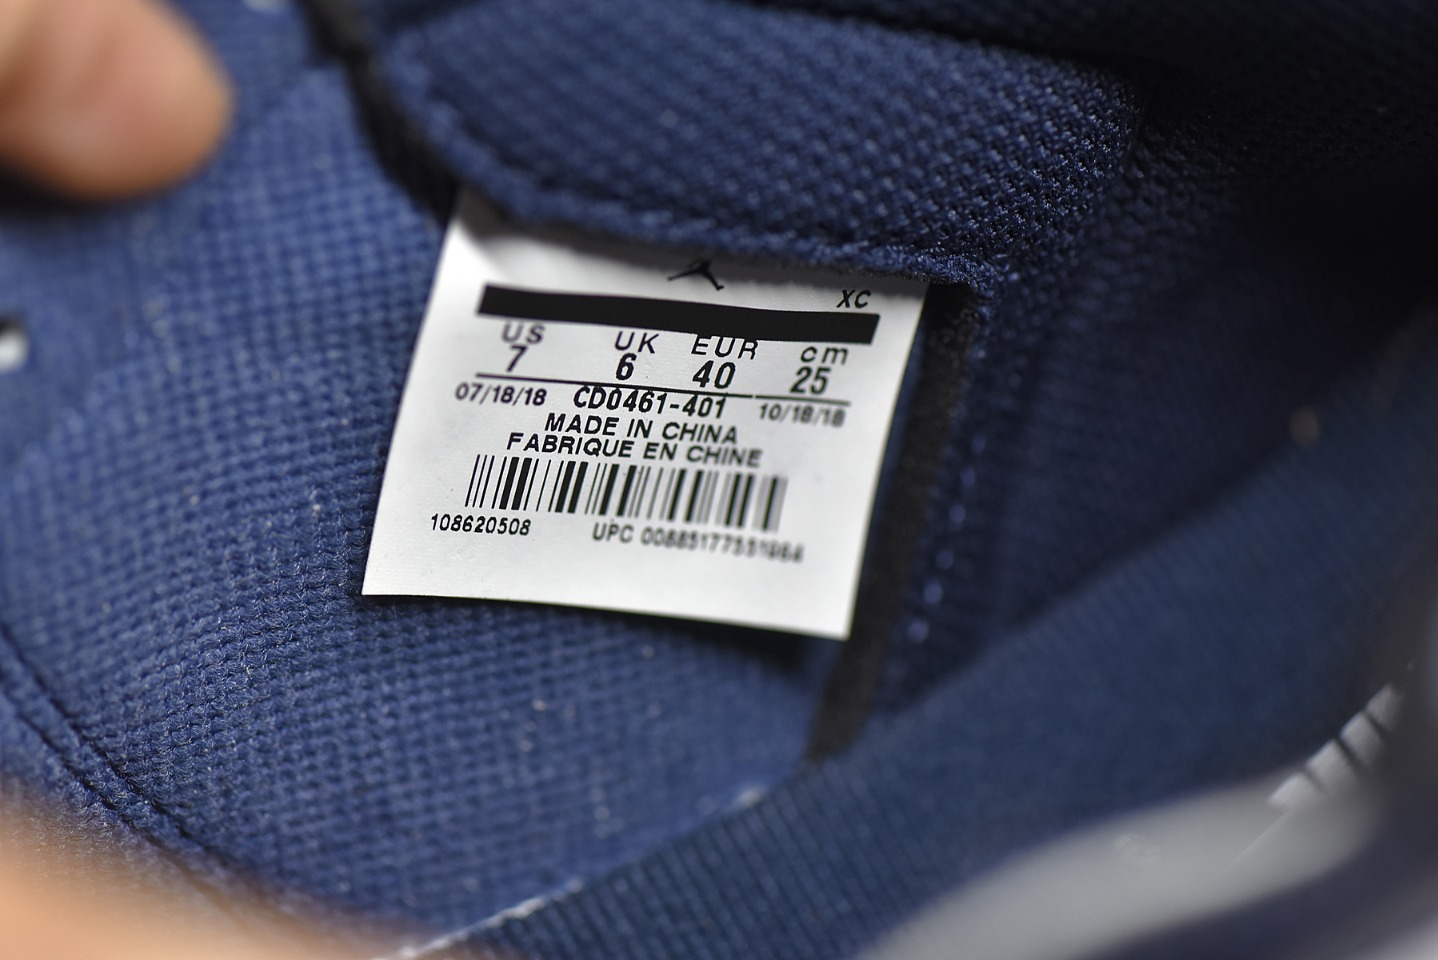 XC
US UK EUR cm
7 6 40 25
07/18/18 CD0461-401 10/18/18
MADE IN CHINA
FABRIQUE EN CHINE
108620508 UPC